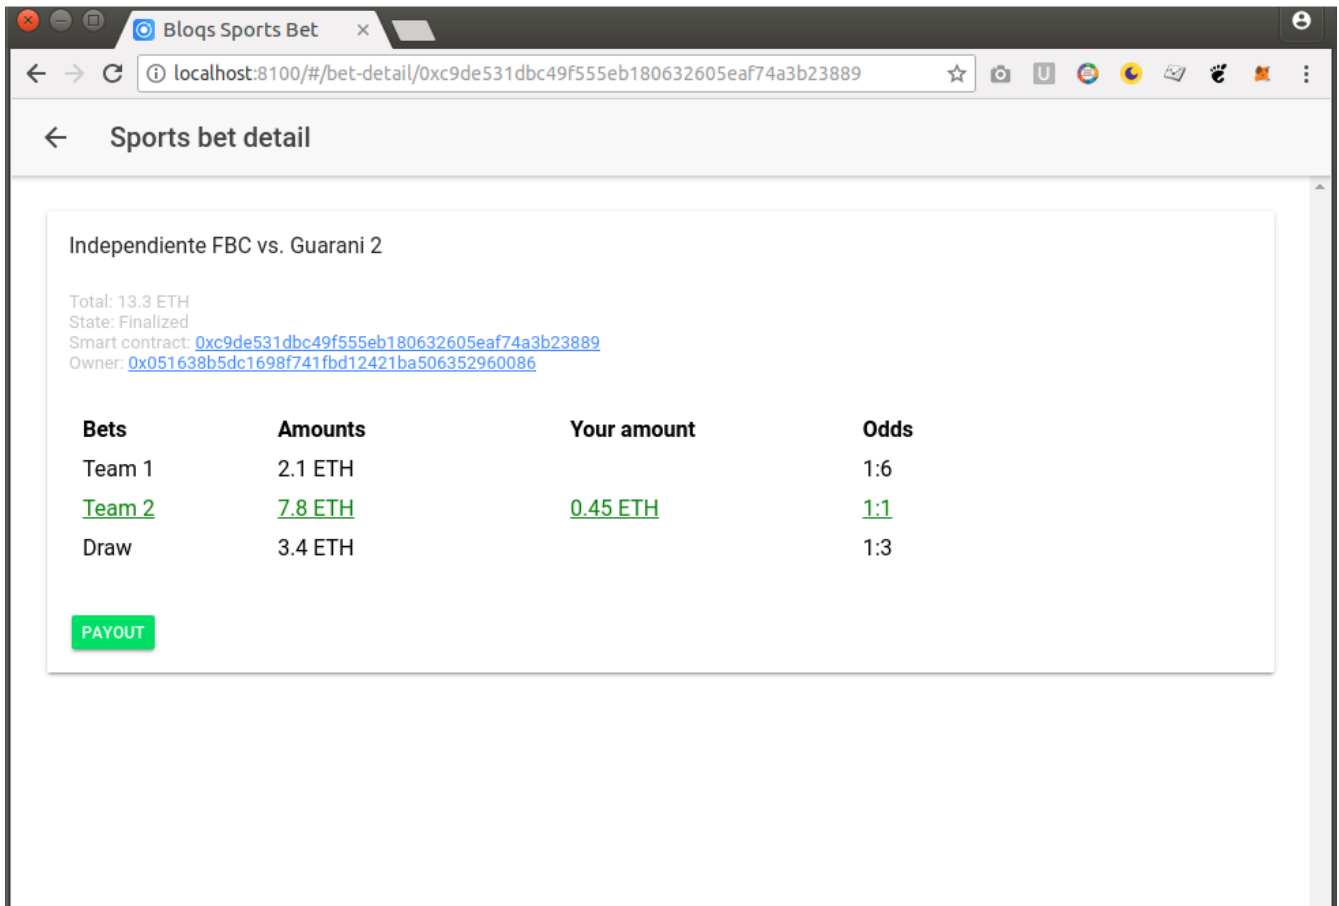 Bloqs Sports Bet
localhost:8100/#/bet-detail/0xc9de531dbc49f555eb180632605eaf74a3b23889
U
Sports bet detail
Independiente FBC vs. Guarani 2
Total: 13.3 ETH
State: Finalized
Smart contract: 0xc9de531dbc49f555eb180632605eaf74a3b23889
Owner: 0x051638b5dc1698f741fbd12421ba506352960086
Bets Amounts Your amount Odds
Team 1 2.1 ETH 1:6
Team 2 7.8 ETH 0.45 ETH 1:1
Draw 3.4 ETH 1:3
PAYOUT